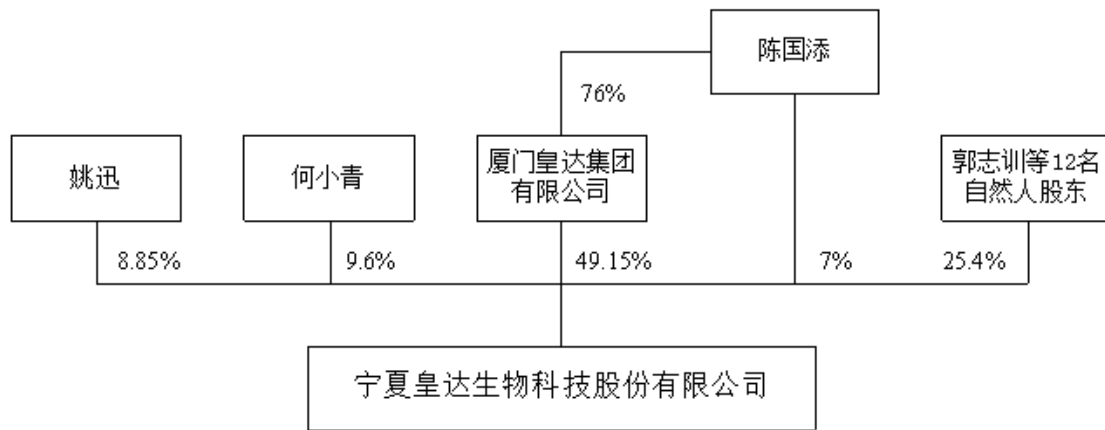 陈国添
76%
姚迅
何小青
厦门皇达集团
有限公司
郭志训等12名
自然人股东
8.85%
9.6%
49.15%
7%
25.4%
宁夏皇达生物科技股份有限公司